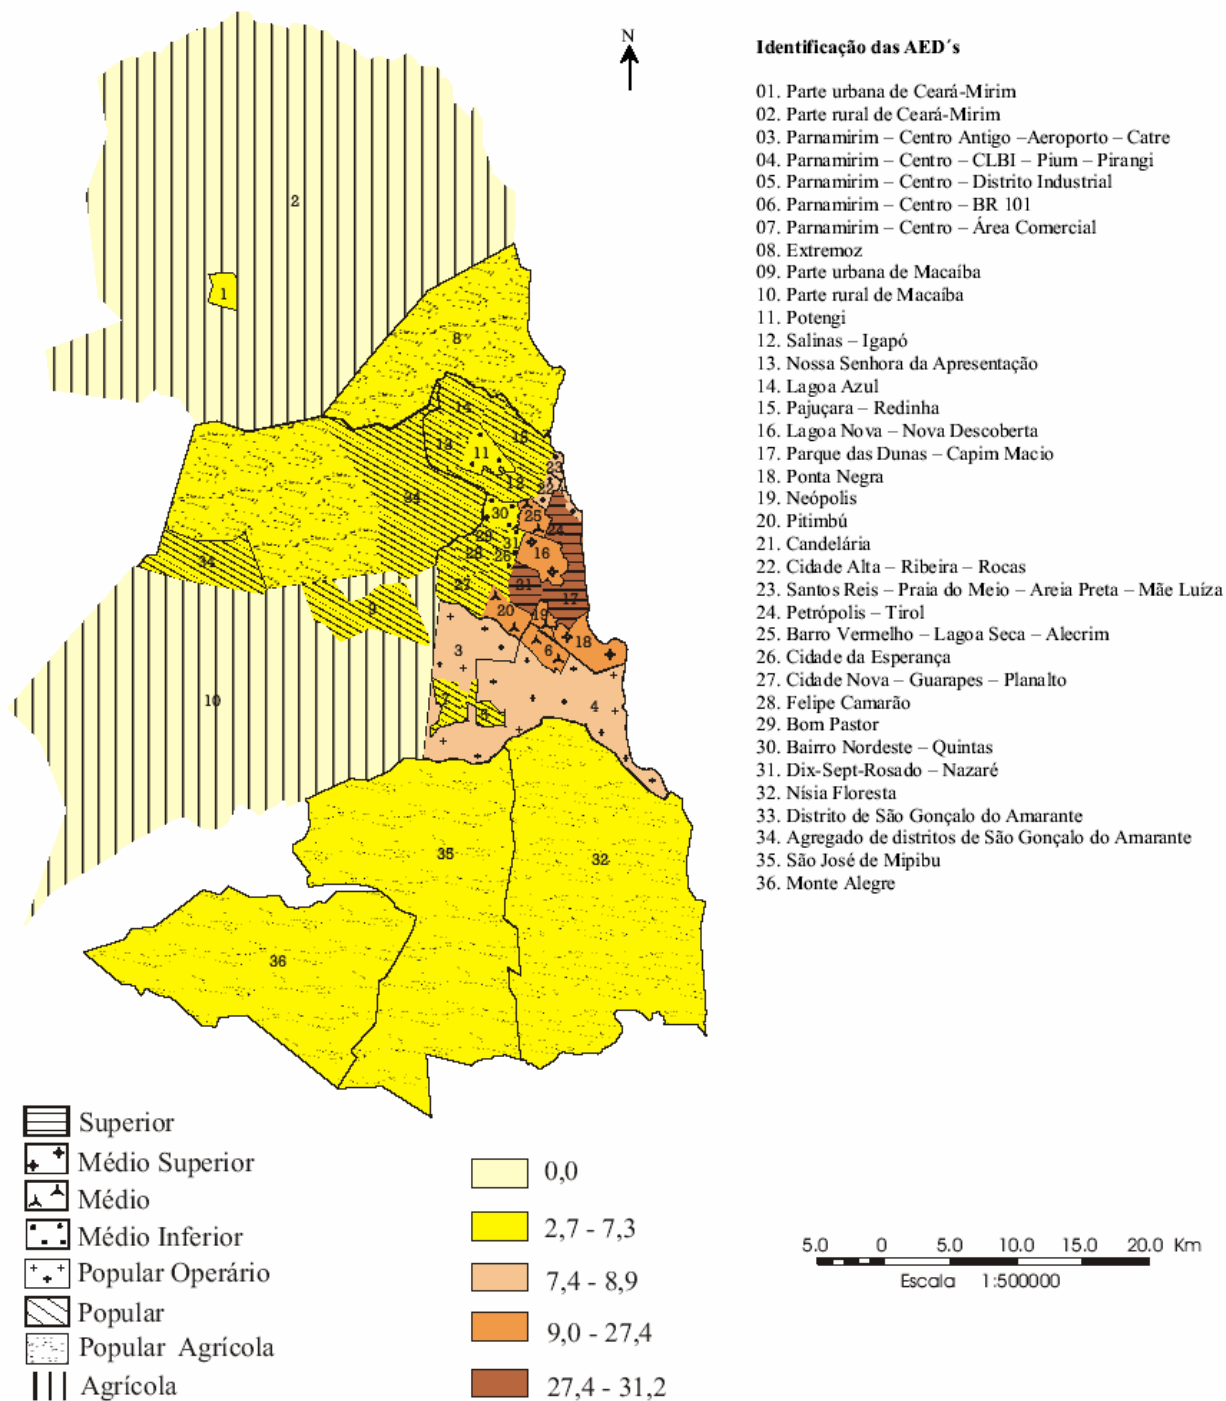 N
Identificação das AED´s
01. Parte urbana de Ceará-Mirim
02. Parte rural de Ceará-Mirim
03. Parnamirim – Centro Antigo –Aeroporto – Catre
04. Parnamirim – Centro – CLBI – Pium – Pirangi
05. Parnamirim – Centro – Distrito Industrial
06. Parnamirim – Centro – BR 101
07. Parnamirim – Centro – Área Comercial
08. Extremoz
09. Parte urbana de Macaíba
10. Parte rural de Macaíba
11. Potengi
12. Salinas – Igapó
13. Nossa Senhora da Apresentação
14. Lagoa Azul
15. Pajuçara – Redinha
16. Lagoa Nova – Nova Descoberta
17. Parque das Dunas – Capim Macio
18. Ponta Negra
19. Neópolis
20. Pitimbú
21. Candelária
22. Cidade Alta – Ribeira – Rocas
23. Santos Reis – Praia do Meio – Areia Preta – Mãe Luíza
24. Petrópolis – Tirol
25. Barro Vermelho – Lagoa Seca – Alecrim
26. Cidade da Esperança
27. Cidade Nova – Guarapes – Planalto
28. Felipe Camarão
29. Bom Pastor
30. Bairro Nordeste – Quintas
31. Dix-Sept-Rosado – Nazaré
32. Nísia Floresta
33. Distrito de São Gonçalo do Amarante
34. Agregado de distritos de São Gonçalo do Amarante
35. São José de Mipibu
36. Monte Alegre
2
1
8
14
13
15
11
12
23
22
30
25
24
29
31
28
26
16
34
27
21
17
9
20
19
18
6
3
10
7
5
4
35
32
36
Superior
Médio Superior
Médio
Médio Inferior
Popular Operário
Popular
Popular Agrícola
Agrícola
0,0
2,7 - 7,3
7,4 - 8,9
9,0 - 27,4
27,4 - 31,2
5.0 0 5.0 10.0 15.0 20.0 Km
Escala 1:500000